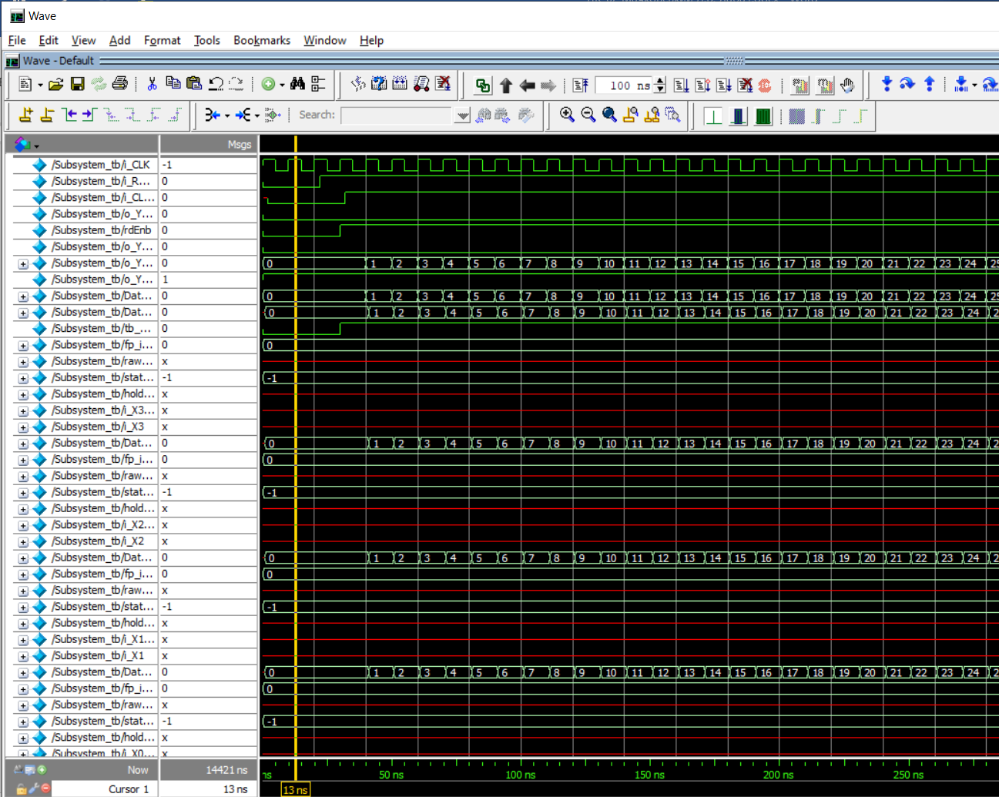 Wave
File Edit View Add Format Tools Bookmarks Window Help
Wave - Default
100 ns
Search:
Msgs
/Subsystem_tb/i_CLK -1
/Subsystem_tb/i_R... 0
/Subsystem_tb/i_CL... 0
/Subsystem_tb/o_Y... 0
/Subsystem_tb/rdEnb 0
/Subsystem_tb/o_Y... 0
/Subsystem_tb/o_Y... 0 0 1 2 3 4 5 6 7 8 9 10 11 12 13 14 15 16 17 18 19 20 21 22 23 24 25
/Subsystem_tb/o_Y... 1
/Subsystem_tb/Dat... 0 0 1 2 3 4 5 6 7 8 9 10 11 12 13 14 15 16 17 18 19 20 21 22 23 24 25
/Subsystem_tb/Dat... 0 0 1 2 3 4 5 6 7 8 9 10 11 12 13 14 15 16 17 18 19 20 21 22 23 24 2
/Subsystem_tb/tb_... 0
/Subsystem_tb/fp_i... 0 0
/Subsystem_tb/raw... x
/Subsystem_tb/stat... -1 -1
/Subsystem_tb/hold... x
/Subsystem_tb/i_X3... x
/Subsystem_tb/i_X3 x
/Subsystem_tb/Dat... 0 0 1 2 3 4 5 6 7 8 9 10 11 12 13 14 15 16 17 18 19 20 21 22 23 24 2
/Subsystem_tb/fp_i... 0 0
/Subsystem_tb/raw... x
/Subsystem_tb/stat... -1 -1
/Subsystem_tb/hold... x
/Subsystem_tb/i_X2... x
/Subsystem_tb/i_X2 x
/Subsystem_tb/Dat... 0 0 1 2 3 4 5 6 7 8 9 10 11 12 13 14 15 16 17 18 19 20 21 22 23 24 2
/Subsystem_tb/fp_i... 0 0
/Subsystem_tb/raw... x
/Subsystem_tb/stat... -1 -1
/Subsystem_tb/hold... x
/Subsystem_tb/i_X1... x
/Subsystem_tb/i_X1 x
/Subsystem_tb/Dat... 0 0 1 2 3 4 5 6 7 8 9 10 11 12 13 14 15 16 17 18 19 20 21 22 23 24 2
/Subsystem_tb/fp_i... 0 0
/Subsystem_tb/raw... x
/Subsystem_tb/stat... -1 -1
/Subsystem_tb/hold... x
/Subsystem_tb/i_X0... x
Now 14421 ns ns 50 ns 100 ns 150 ns 200 ns 250 ns
Cursor 1 13 ns 13 ns